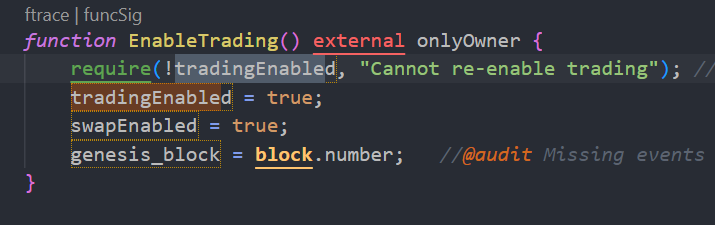 ftrace | funcSig
function EnableTrading() external onlyOwner {
require(!tradingEnabled, "Cannot re-enable trading"); //
tradingEnabled = true;
swapEnabled = true;
genesis_block = block.number; //@audit Missing events
}